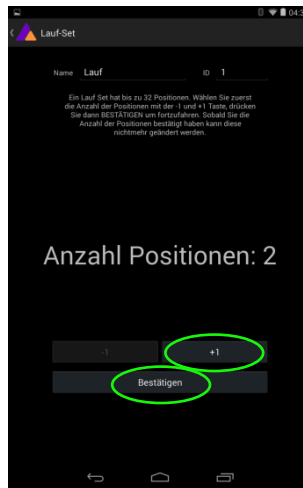 04:3
Lauf-Set
Name Lauf ID 1
Ein Lauf Set hat bis zu 32 Positionen. Wählen Sie zuerst
die Anzahl der Positionen mit der -1 und +1 Taste, drücken
Sie dann BESTÄTIGEN um fortzufahren. Sobald Sie die
Anzahl der Positionen bestätigt haben kann diese
nichtmehr geändert werden.
Anzahl Positionen: 2
-1 +1
Bestätigen